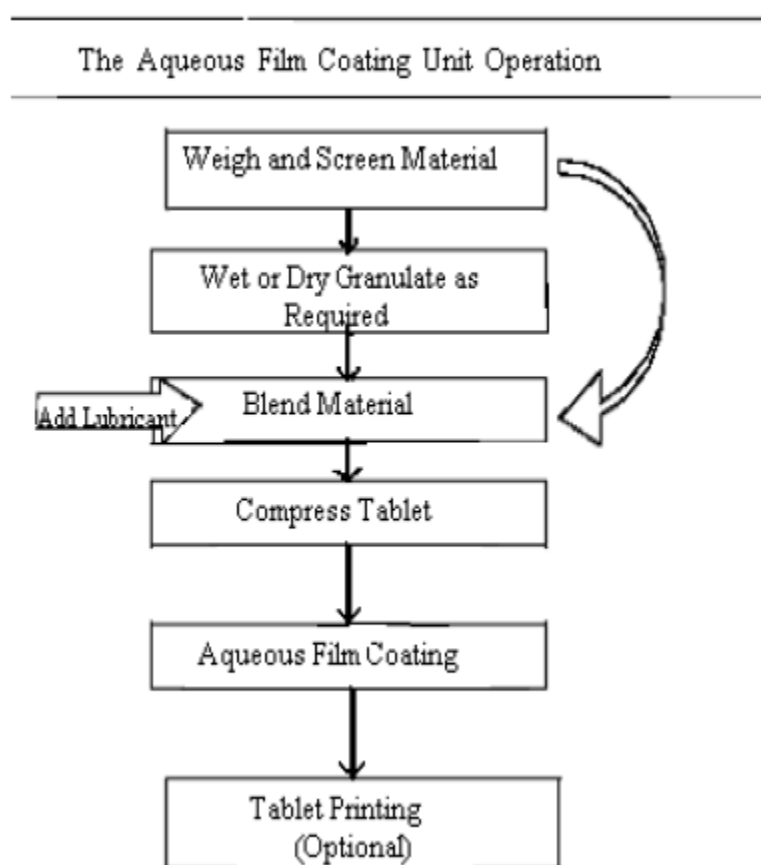 The Aqueous Film Coating Unit Operation
Weigh and Screen Material
Wet or Dry Granulate as
Required
Add Lubricant
Blend Material
Compress Tablet
Aqueous Film Coating
Tablet Printing
(Optional)